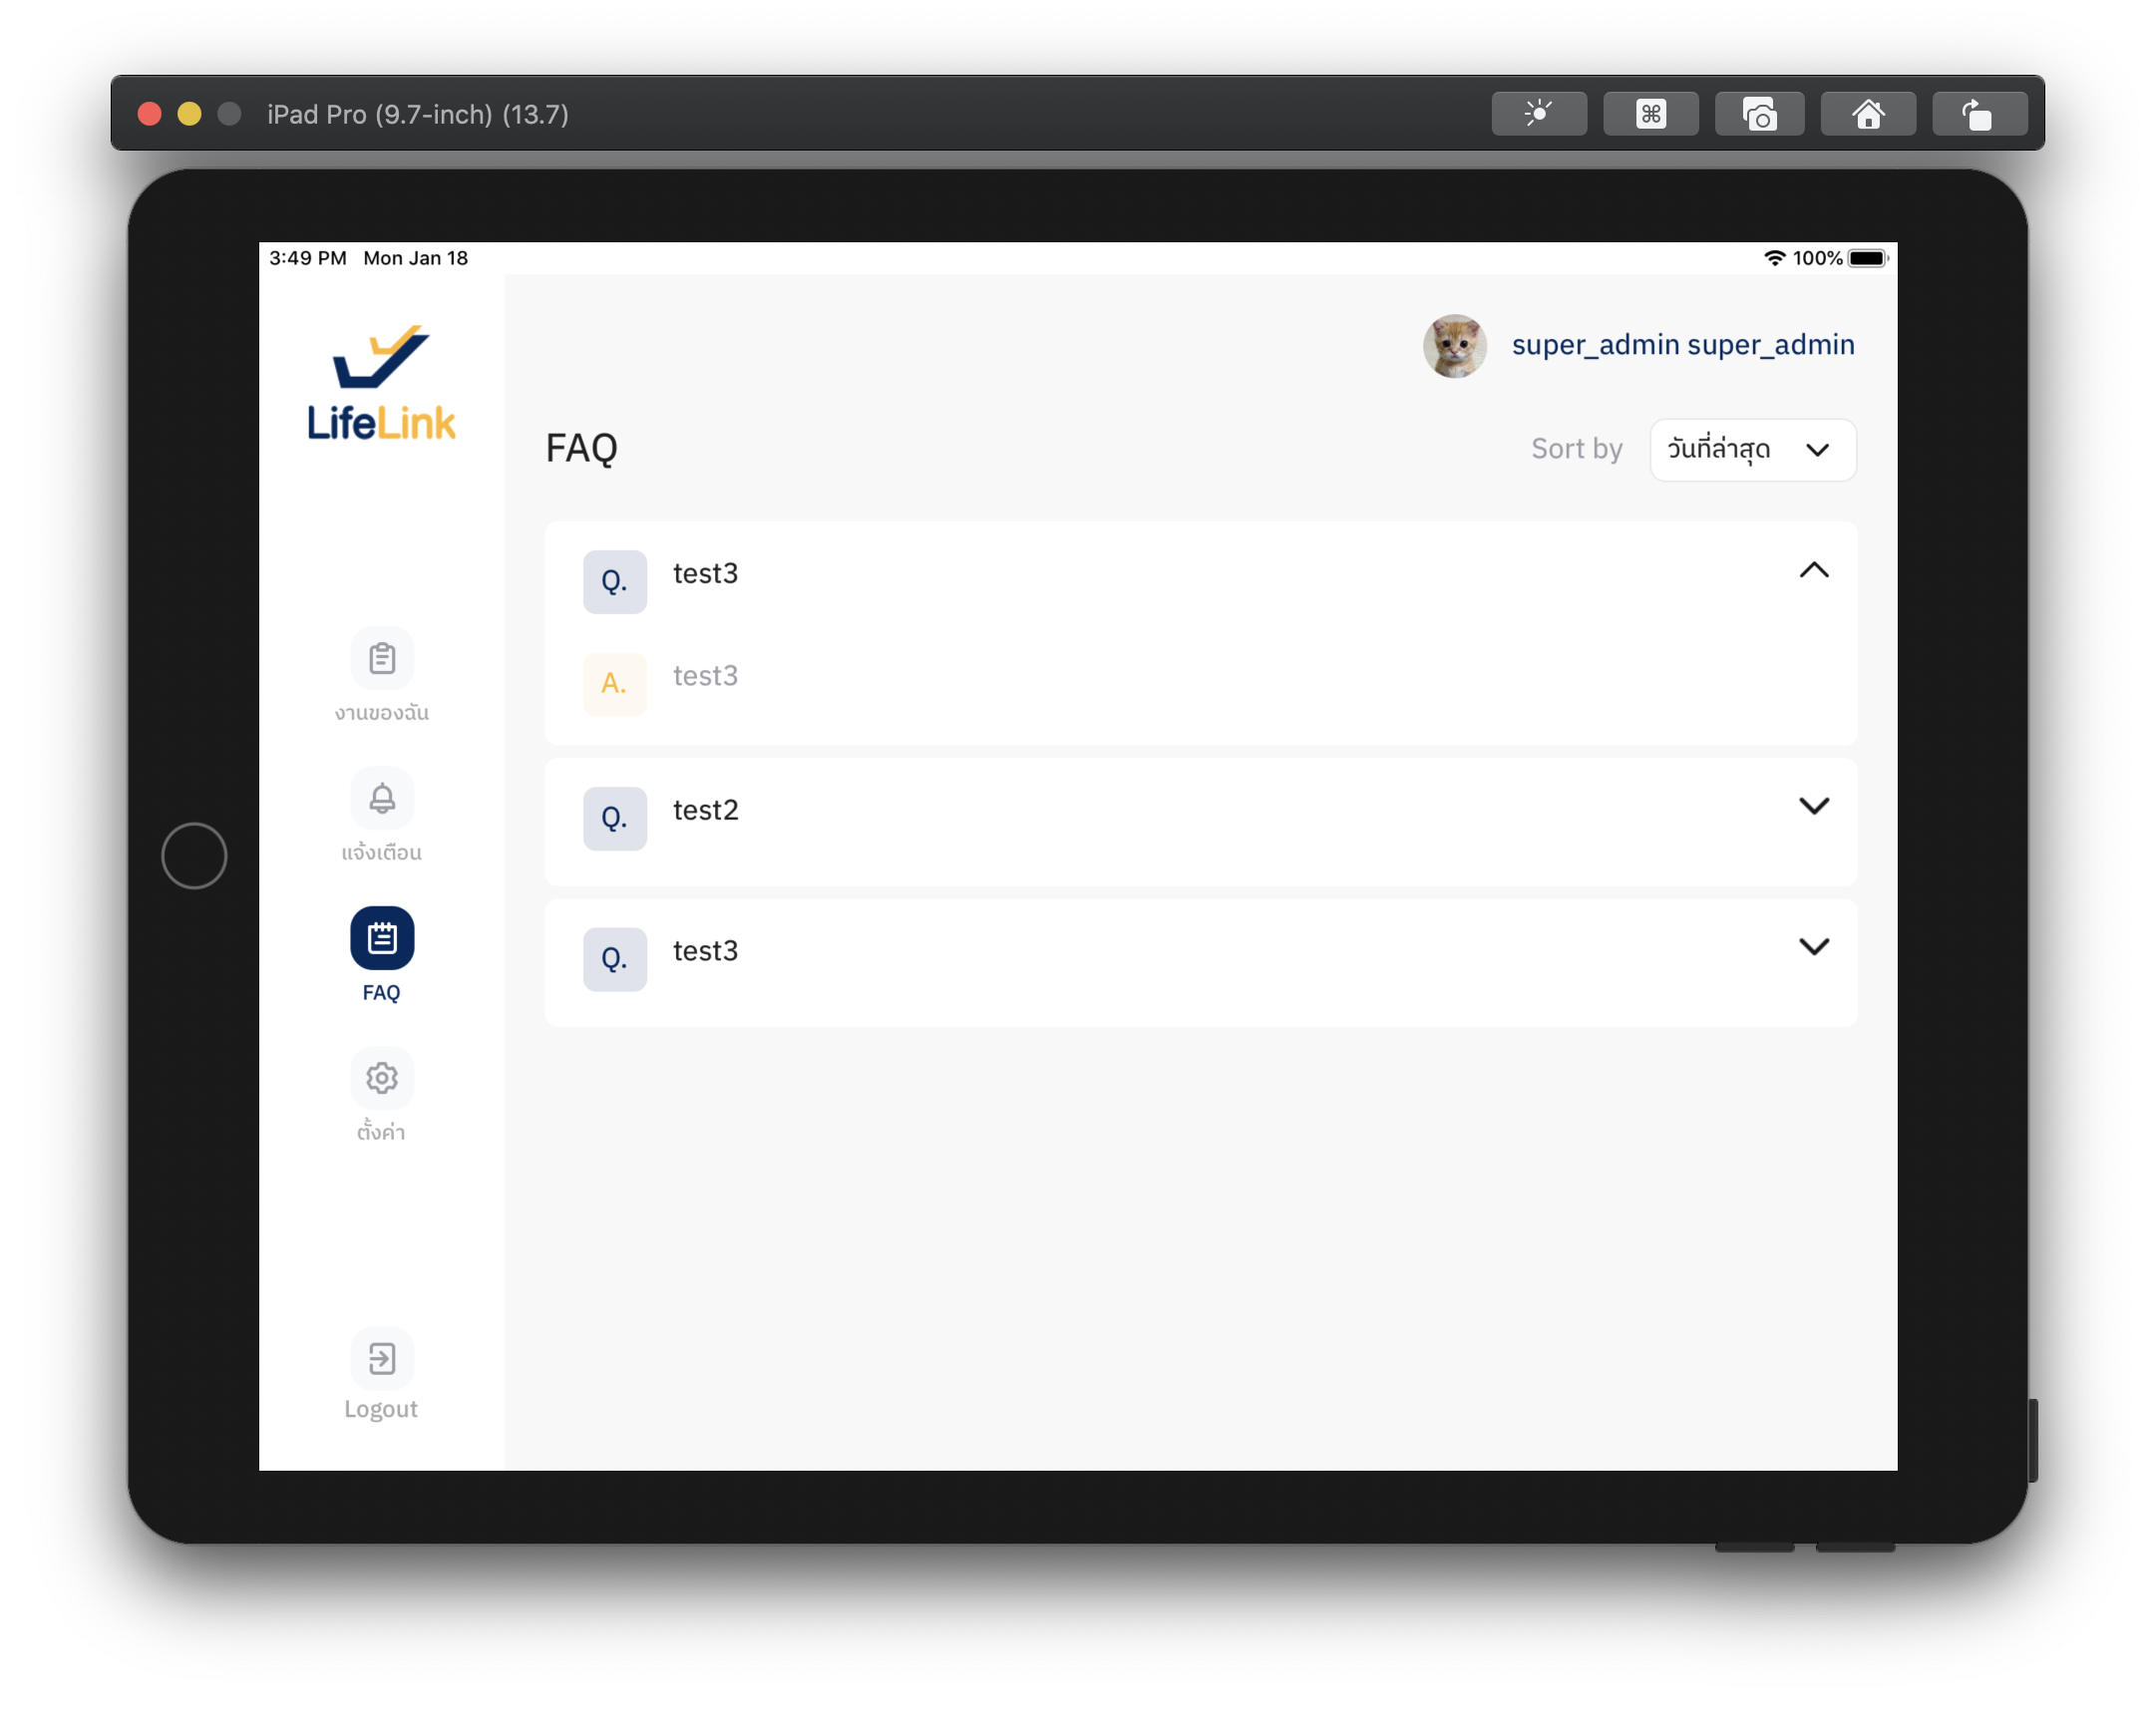 iPad Pro (9.7-inch) (13.7)
3:49 PM Mon Jan 18
100%
LifeLink
super_admin super_admin
FAQ
Sort by วันที่ล่าสุด
Q. test3
A. test3
Q. test2
Q. test3
งานของฉัน
แจ้งเตือน
FAQ
ตั้งค่า
Logout